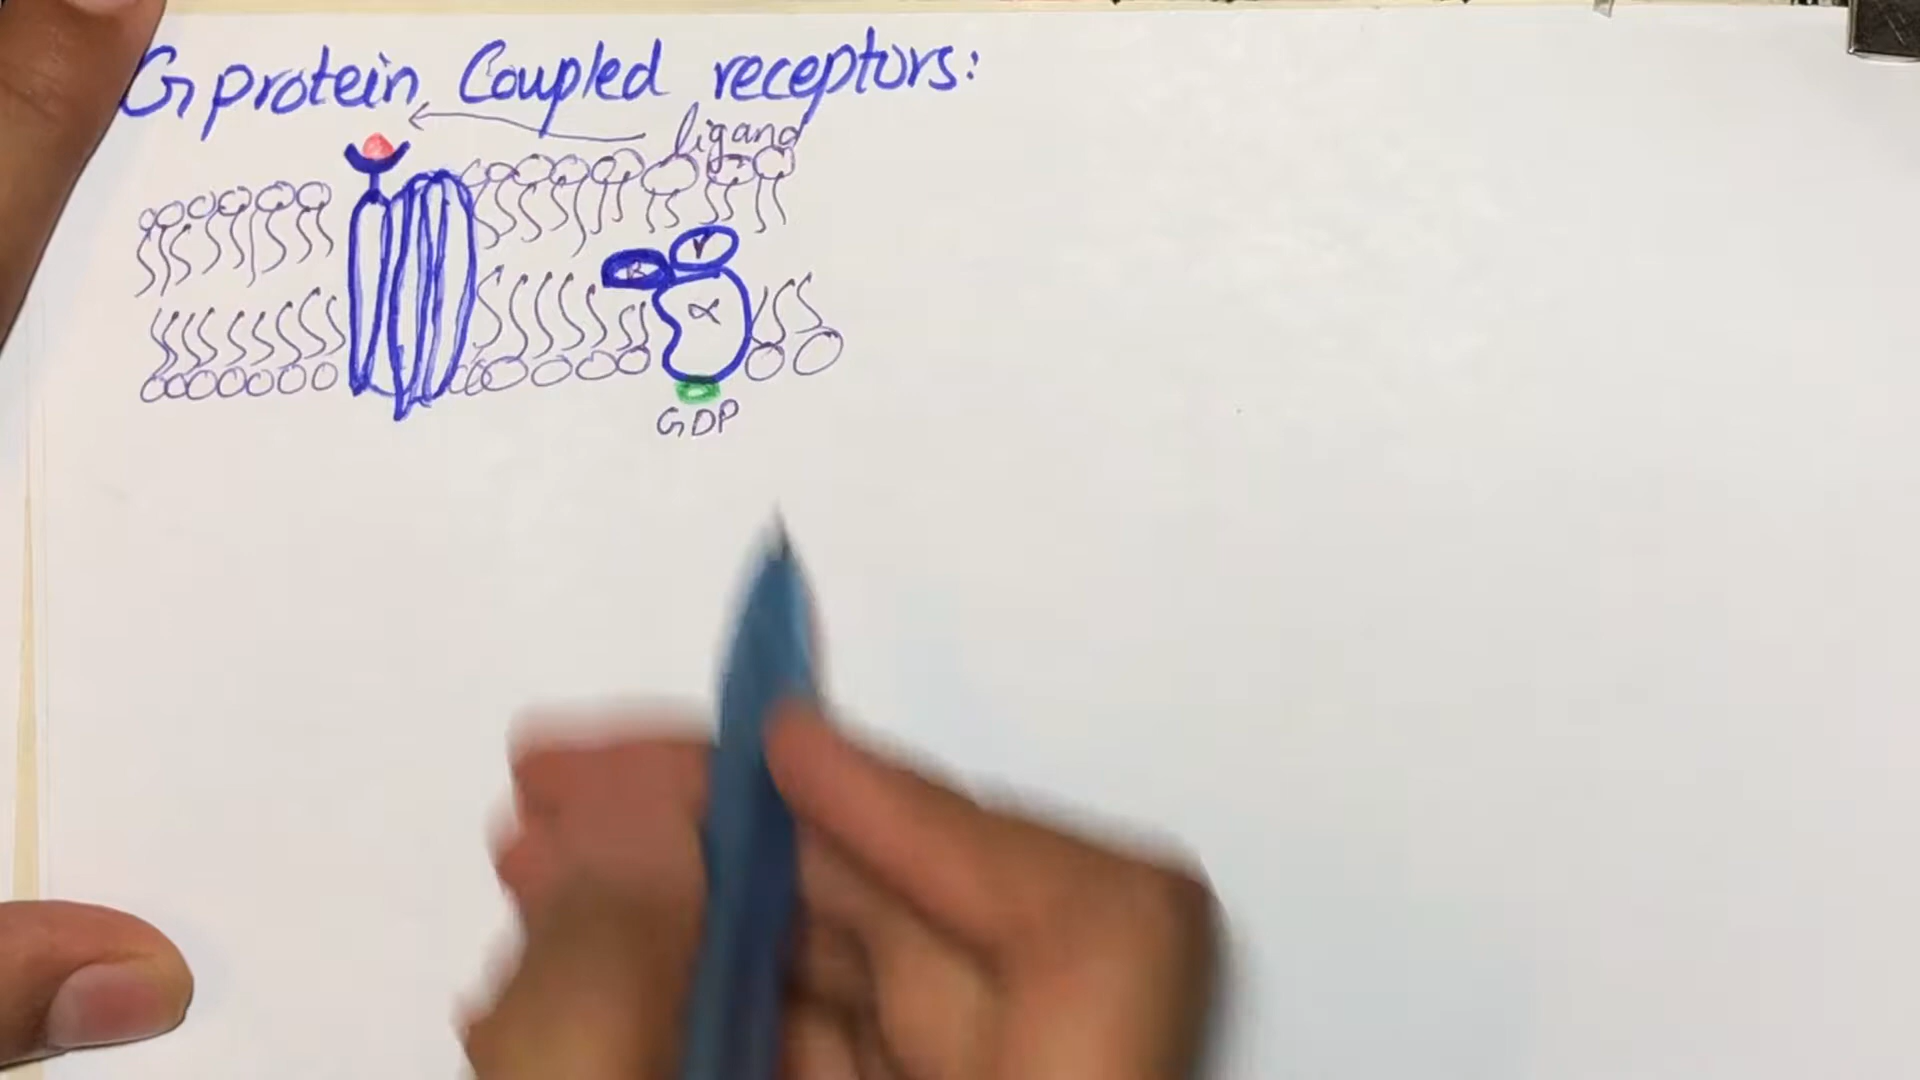 G protein Coupled receptors:
ligand
γ
β
α
GDP